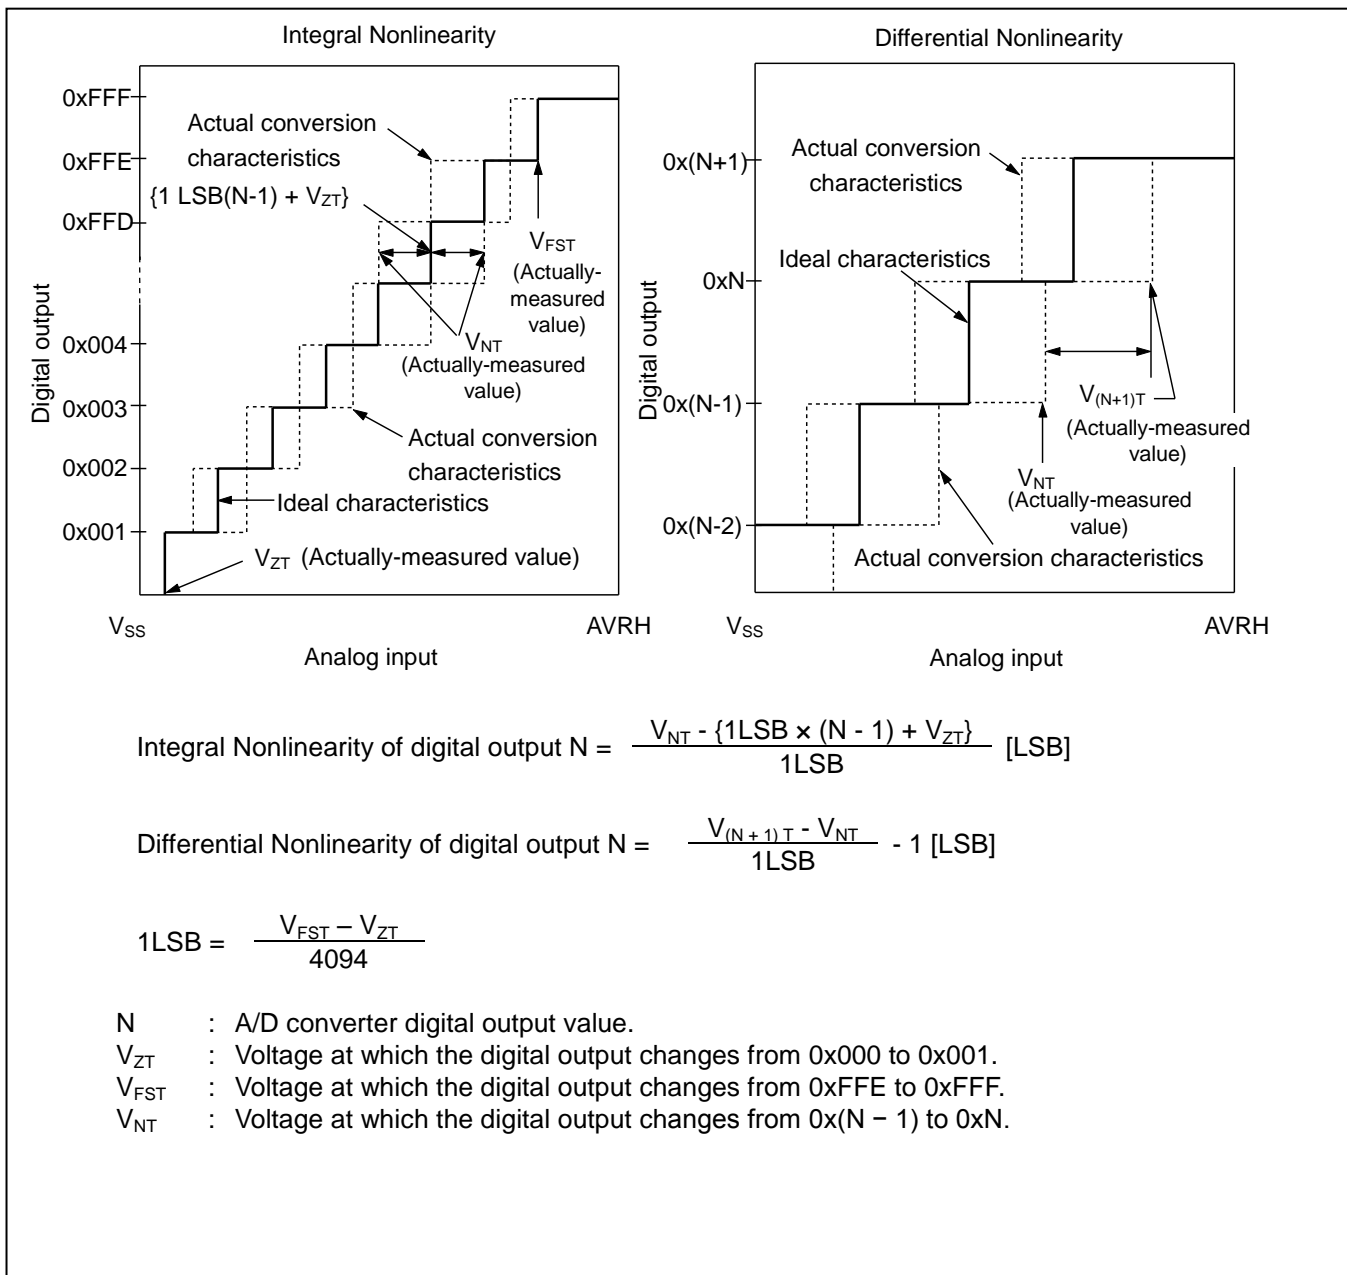 Integral Nonlinearity
0xFFF
0xFFE
0xFFD
0x004
0x003
0x002
0x001
Digital output
Actual conversion
characteristics
{1 LSB(N-1) + VZT}
VFST
(Actually-
measured
value)
VNT
(Actually-measured
value)
Actual conversion
characteristics
Ideal characteristics
VZT (Actually-measured value)
VSS
AVRH
Analog input
Differential Nonlinearity
0x(N+1)
0xN
0x(N-1)
0x(N-2)
Digital output
Actual conversion
characteristics
Ideal characteristics
V(N+1)T
(Actually-measured
value)
VNT
(Actually-measured
value)
Actual conversion characteristics
VSS
AVRH
Analog input
Integral Nonlinearity of digital output N = VNT - {1LSB × (N - 1) + VZT} / 1LSB [LSB]
Differential Nonlinearity of digital output N = V(N + 1) T - VNT / 1LSB - 1 [LSB]
1LSB = VFST – VZT / 4094
N : A/D converter digital output value.
VZT : Voltage at which the digital output changes from 0x000 to 0x001.
VFST : Voltage at which the digital output changes from 0xFFE to 0xFFF.
VNT : Voltage at which the digital output changes from 0x(N − 1) to 0xN.